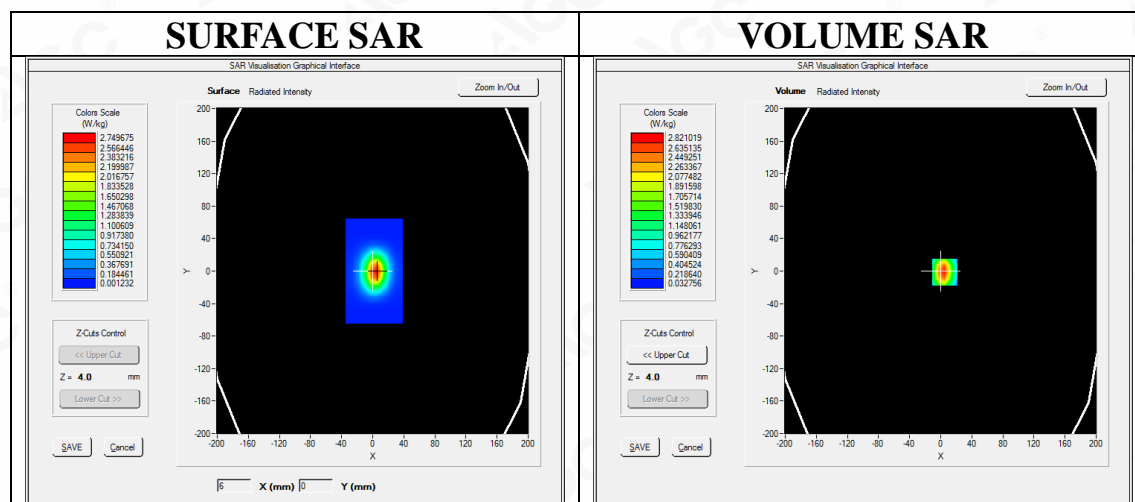 SURFACE SAR
SAR Visualisation Graphical Interface
Surface Radiated Intensity
Zoom In/Out
Colors Scale
(W/kg)
2.749675
2.566446
2.383216
2.199987
2.016757
1.833528
1.650298
1.467068
1.283839
1.100609
0.917380
0.734150
0.550921
0.367691
0.184461
0.001232
Z-Cuts Control
<< Upper Cut
Z = 4.0 mm
Lower Cut >>
SAVE Cancel
200
160
120
80
40
0
-40
-80
-120
-160
-200
Y
-200 -160 -120 -80 -40 0 40 80 120 160 200
X
6 X (mm) 0 Y (mm)
VOLUME SAR
SAR Visualisation Graphical Interface
Volume Radiated Intensity
Zoom In/Out
Colors Scale
(W/kg)
2.821019
2.635135
2.449251
2.263367
2.077482
1.891598
1.705714
1.519830
1.333946
1.148061
0.962177
0.776293
0.590409
0.404524
0.218640
0.032756
Z-Cuts Control
<< Upper Cut
Z = 4.0 mm
Lower Cut >>
SAVE Cancel
200
160
120
80
40
0
-40
-80
-120
-160
-200
Y
-200 -160 -120 -80 -40 0 40 80 120 160 200
X